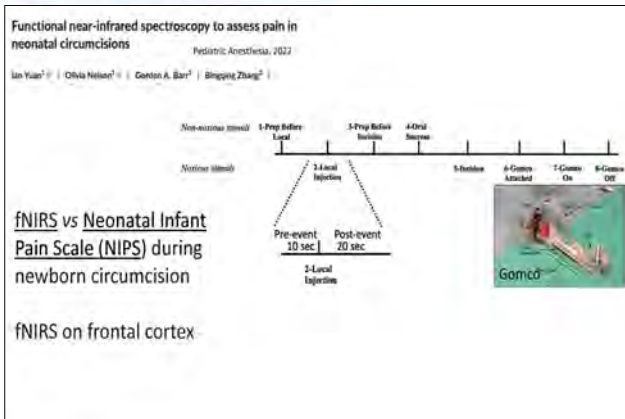 Functional near-infrared spectroscopy to assess pain in
neonatal circumcisions
Pediatric Anesthesia, 2022
Ian Yuan | Olivia Nelson | Gordon A. Barr | Bingqing Zhang
Non-noxious stimuli
1-Prep Before
Local
3-Prep Before
Incision
4-Oral
Sucrose
Noxious stimuli
2-Local
Injection
5-Incision
6-Gomco
Attached
7-Gomco
On
8-Gomco
Off
fNIRS vs Neonatal Infant
Pain Scale (NIPS) during
newborn circumcision
Pre-event
10 sec
Post-event
20 sec
2-Local
Injection
Gomco
fNIRS on frontal cortex